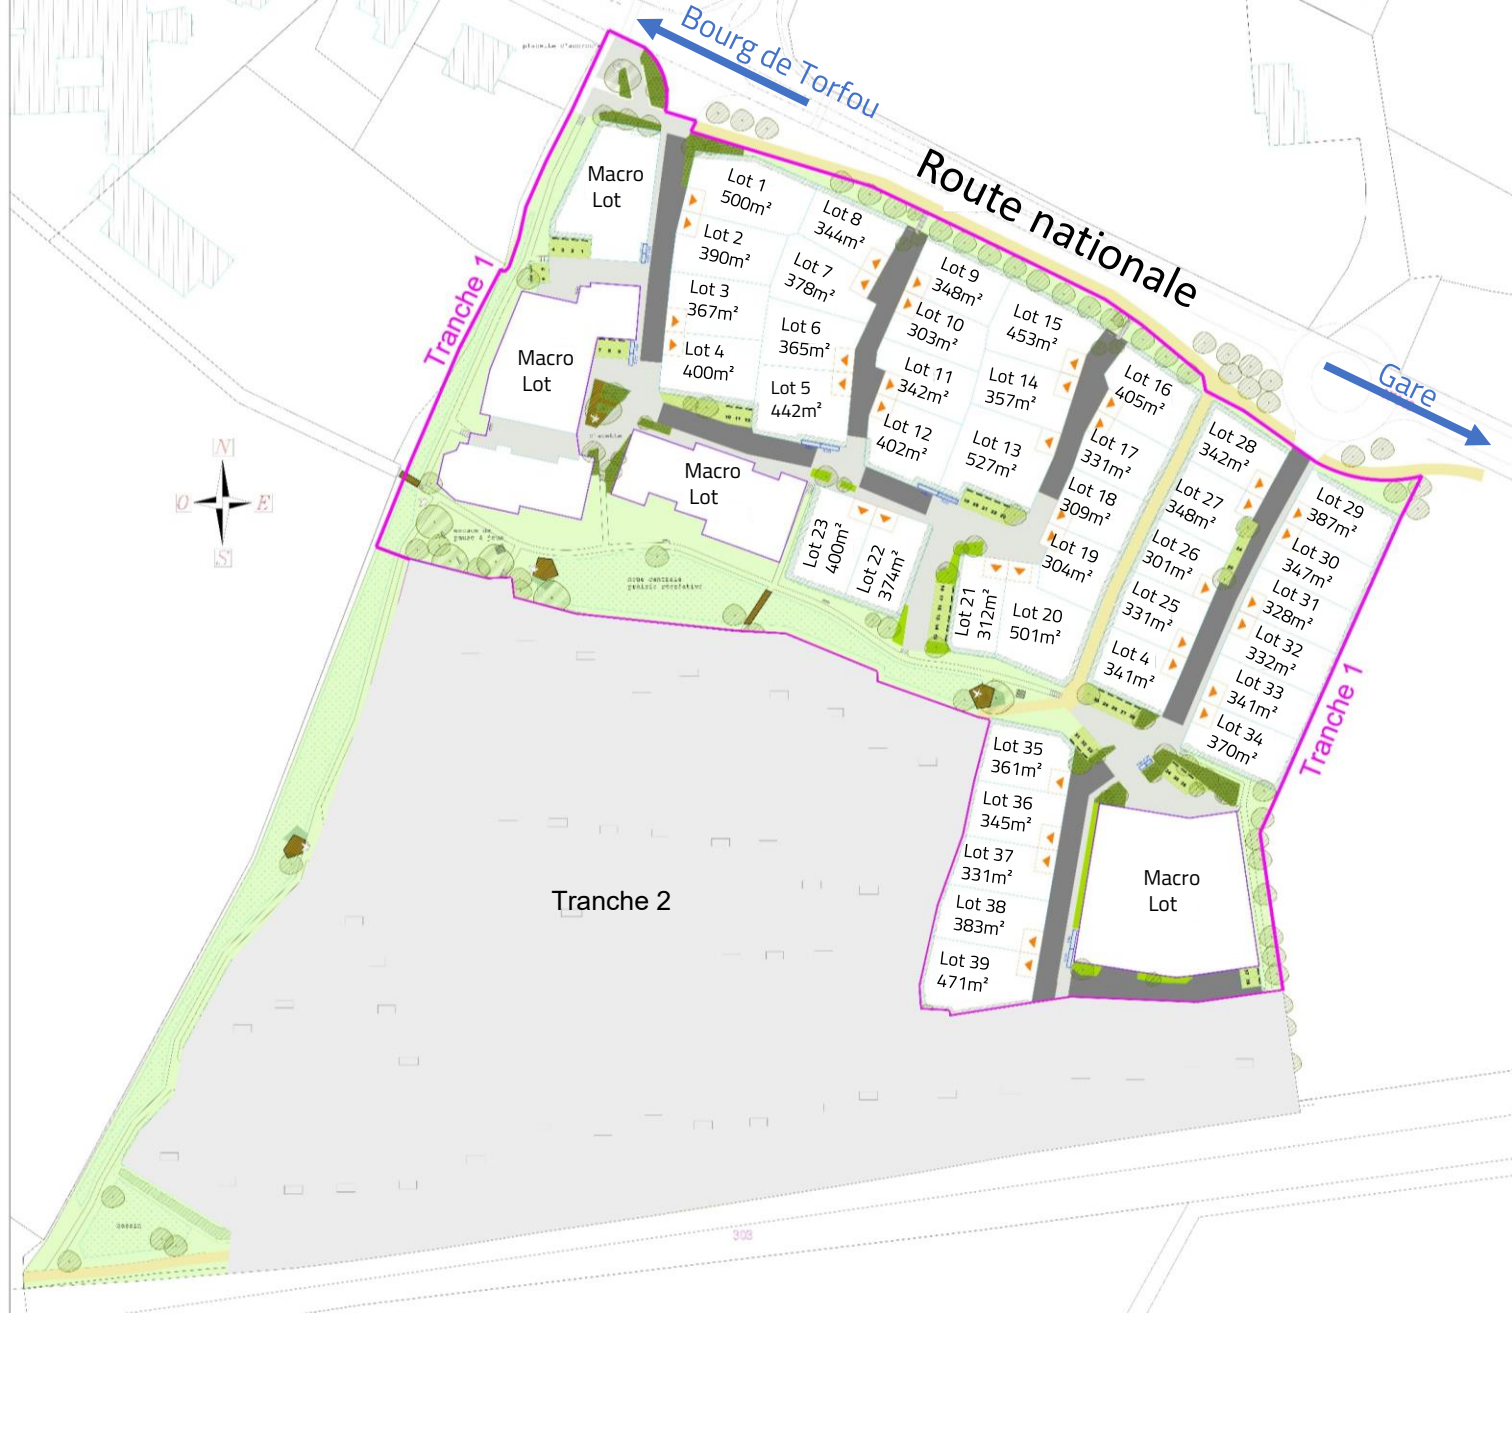 Bourg de Torfou
Route nationale
Gare
Tranche 1
Tranche 1
Tranche 2
N
O
E
S
Macro
Lot
Macro
Lot
Macro
Lot
Macro
Lot
Lot 1
500m²
Lot 2
390m²
Lot 3
367m²
Lot 4
400m²
Lot 5
442m²
Lot 6
365m²
Lot 7
378m²
Lot 8
344m²
Lot 9
348m²
Lot 10
303m²
Lot 11
342m²
Lot 12
402m²
Lot 13
527m²
Lot 14
357m²
Lot 15
453m²
Lot 16
405m²
Lot 17
331m²
Lot 18
309m²
Lot 19
304m²
Lot 20
501m²
Lot 21
312m²
Lot 22
374m²
Lot 23
400m²
Lot 4
341m²
Lot 25
331m²
Lot 26
301m²
Lot 27
348m²
Lot 28
342m²
Lot 29
387m²
Lot 30
347m²
Lot 31
328m²
Lot 32
332m²
Lot 33
341m²
Lot 34
370m²
Lot 35
361m²
Lot 36
345m²
Lot 37
331m²
Lot 38
383m²
Lot 39
471m²
303